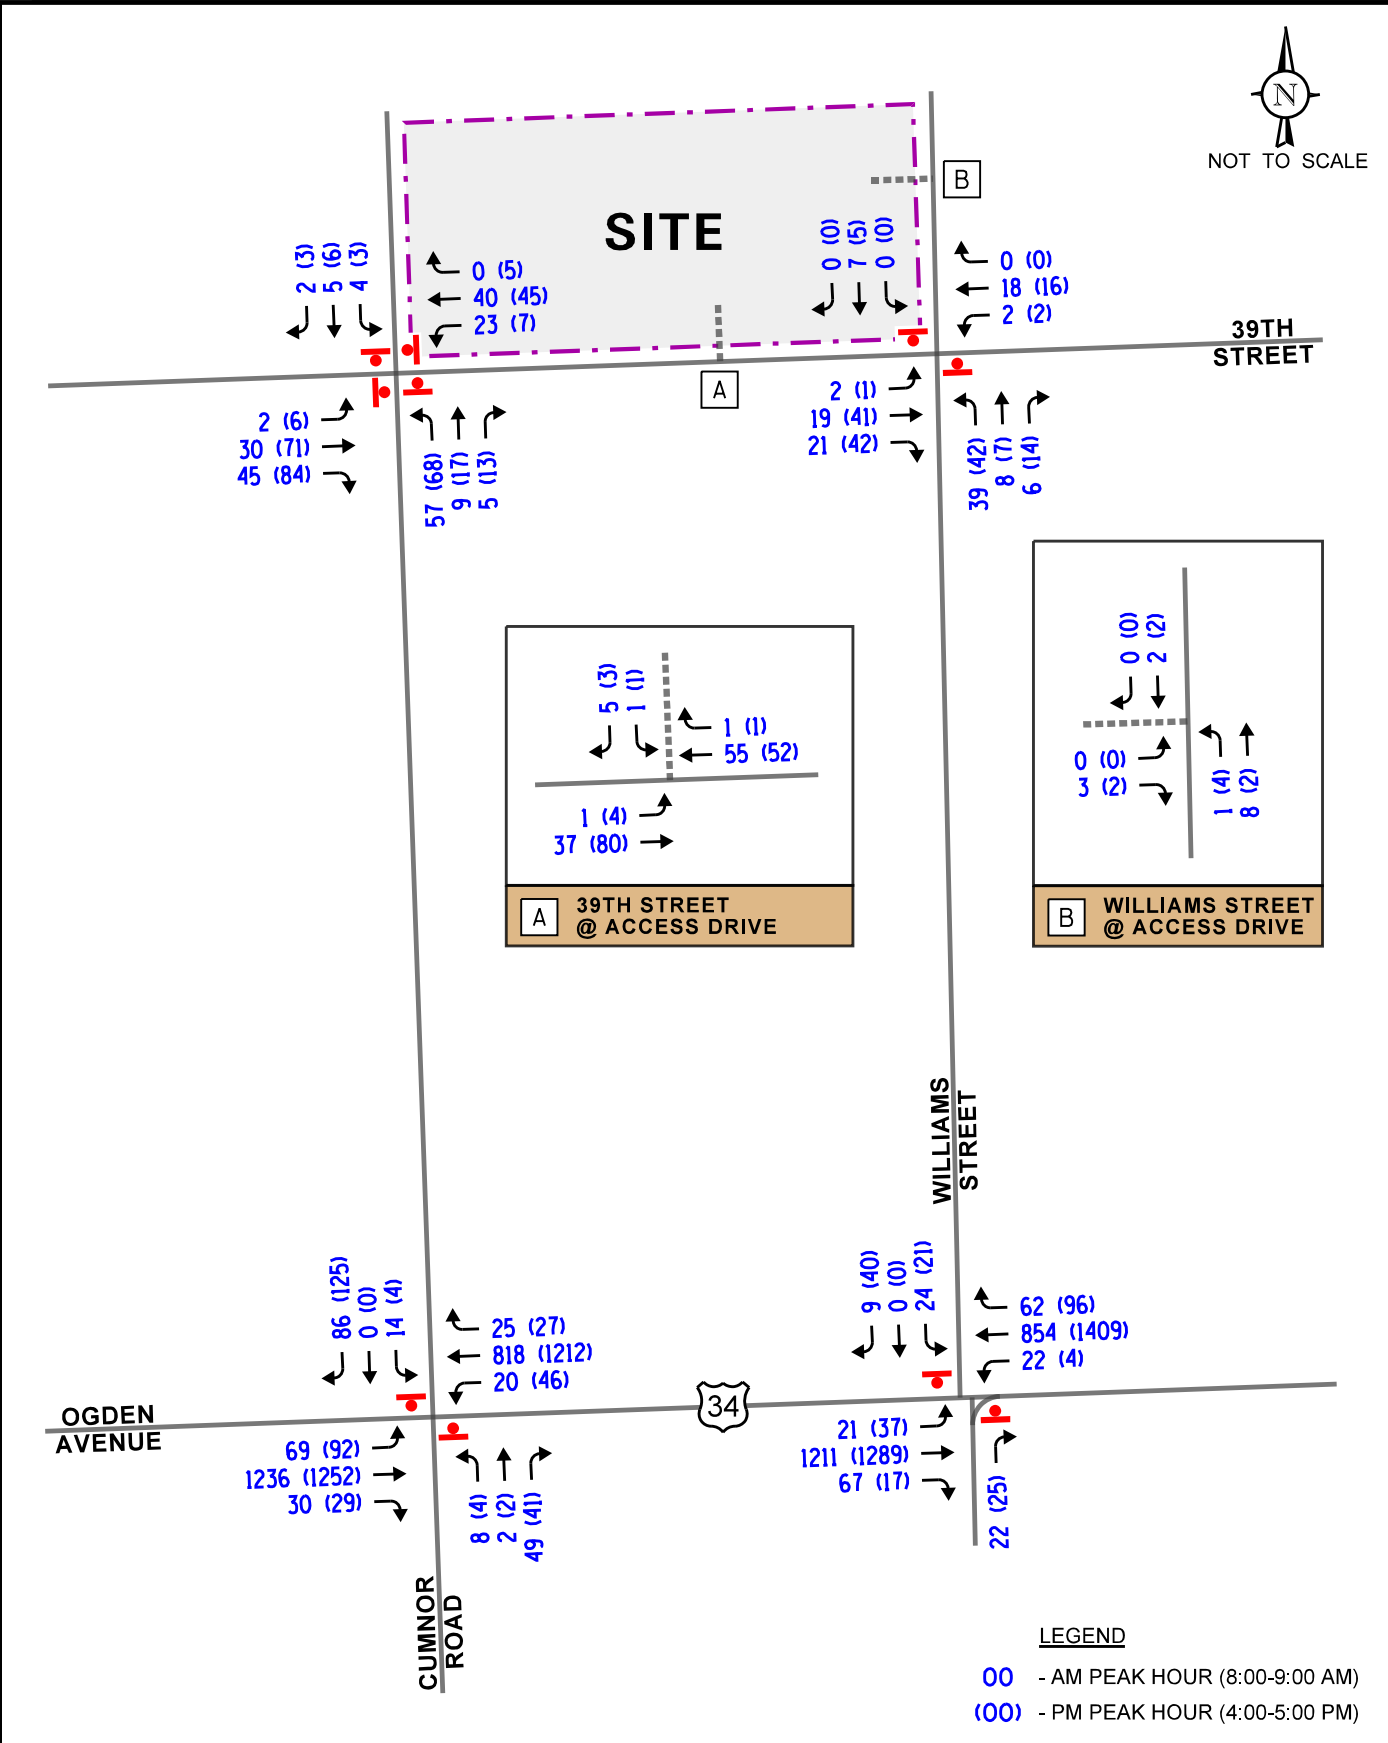 N
NOT TO SCALE
B
SITE
2 (3)
5 (6)
4 (3)
0 (5)
40 (45)
23 (7)
0 (0)
7 (5)
0 (0)
0 (0)
18 (16)
2 (2)
39TH
STREET
A
2 (6)
30 (71)
45 (84)
57 (68)
9 (17)
5 (13)
2 (1)
19 (41)
21 (42)
39 (42)
8 (7)
6 (14)
5 (3)
1 (1)
1 (1)
55 (52)
1 (4)
37 (80)
A
39TH STREET
@ ACCESS DRIVE
0 (0)
2 (2)
0 (0)
3 (2)
1 (4)
8 (2)
B
WILLIAMS STREET
@ ACCESS DRIVE
WILLIAMS
STREET
86 (125)
0 (0)
14 (4)
25 (27)
818 (1212)
20 (46)
9 (40)
0 (0)
24 (21)
62 (96)
854 (1409)
22 (4)
OGDEN
AVENUE
34
69 (92)
1236 (1252)
30 (29)
8 (4)
2 (2)
49 (41)
21 (37)
1211 (1289)
67 (17)
22 (25)
CUMNOR
ROAD
LEGEND
00 - AM PEAK HOUR (8:00-9:00 AM)
(00) - PM PEAK HOUR (4:00-5:00 PM)